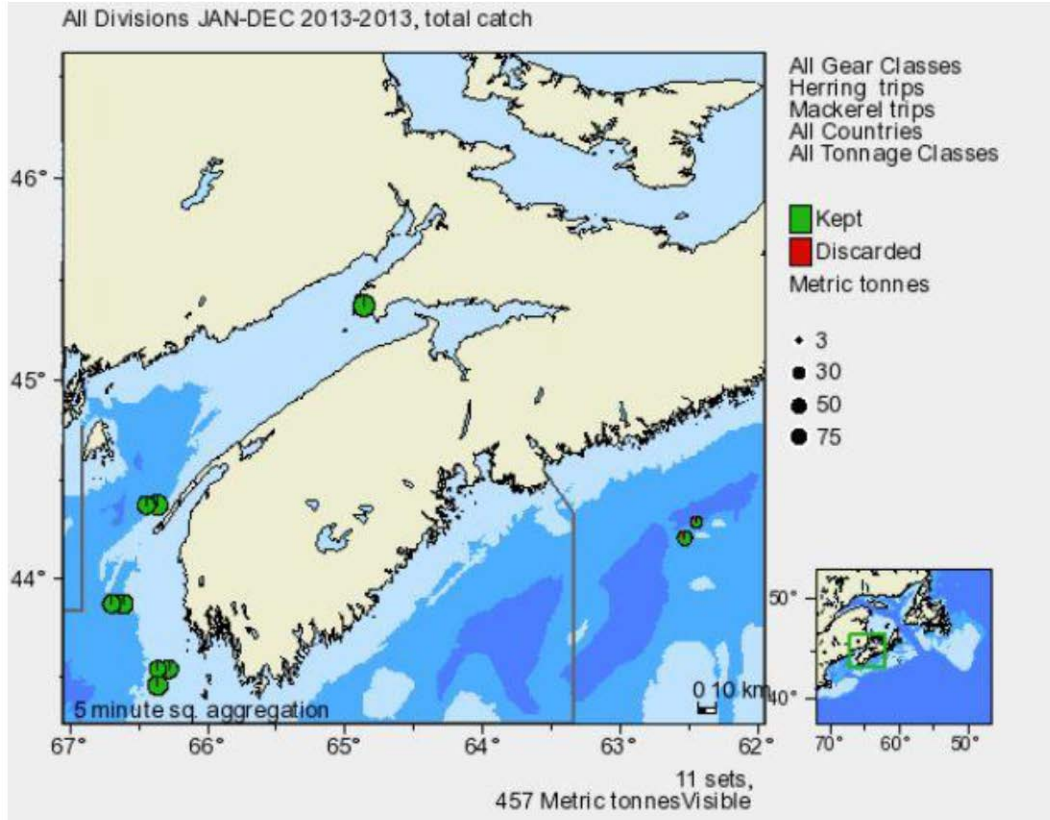 All Divisions JAN-DEC 2013-2013, total catch
All Gear Classes
Herring trips
Mackerel trips
All Countries
All Tonnage Classes
Kept
Discarded
Metric tonnes
3
30
50
75
46°
45°
44°
5 minute sq. aggregation
0 10 km
67°
66°
65°
64°
63°
62°
50°
40°
70°
60°
50°
11 sets,
457 Metric tonnesVisible